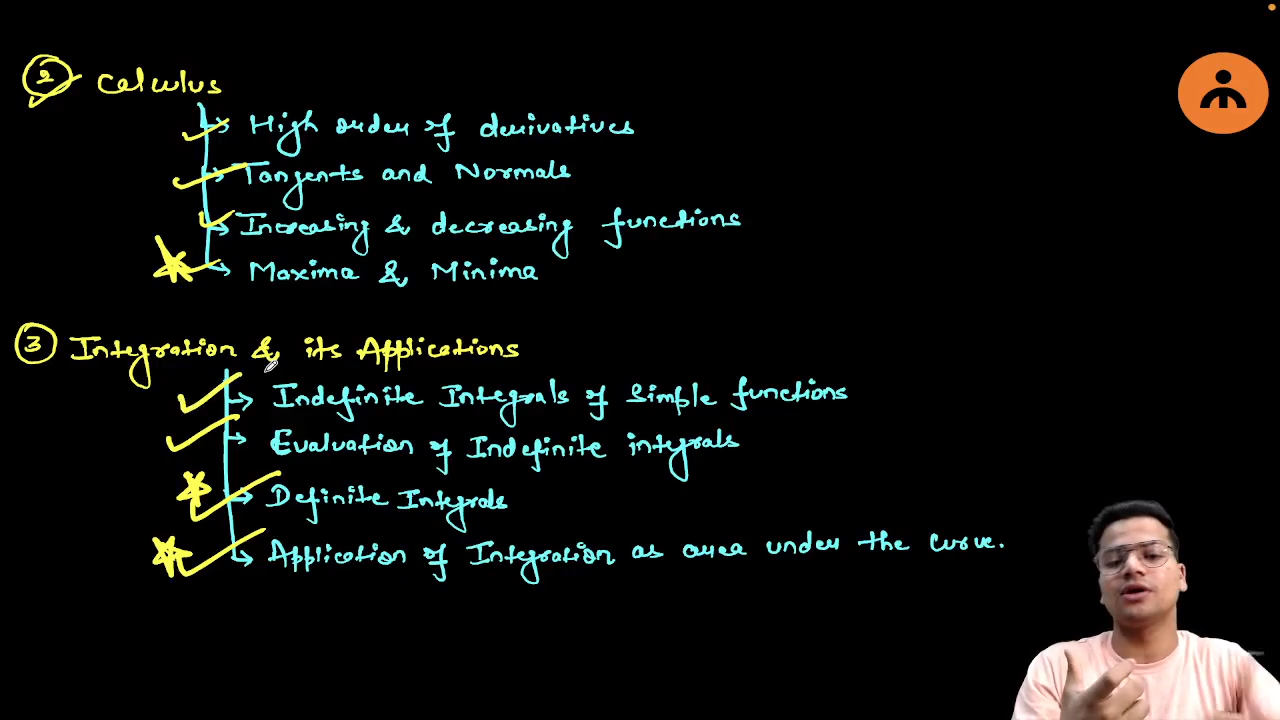 2 Calculus
High order of derivatives
Tangents and Normals
Increasing & decreasing functions
Maxima & Minima
3 Integration & its Applications
Indefinite Integrals of Simple functions
Evaluation of Indefinite integrals
Definite Integrals
Application of Integration as area under the curve.